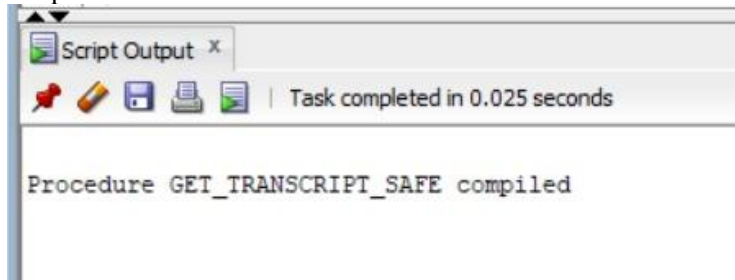 Script Output x
Task completed in 0.025 seconds
Procedure GET_TRANSCRIPT_SAFE compiled